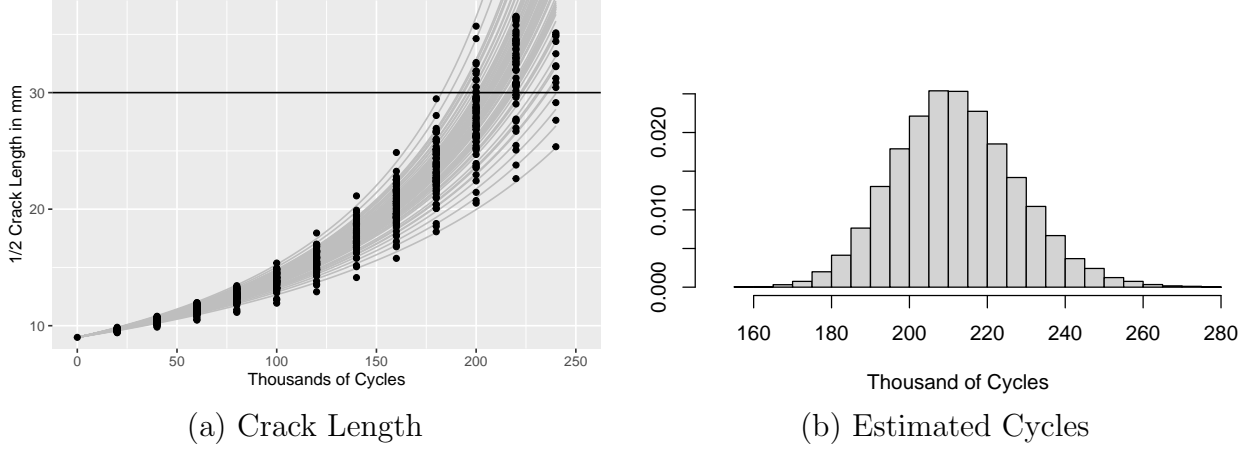 1/2 Crack Length in mm
30
20
10
0 50 100 150 200 250
Thousands of Cycles
(a) Crack Length
0.020
0.010
0.000
160 180 200 220 240 260 280
Thousand of Cycles
(b) Estimated Cycles